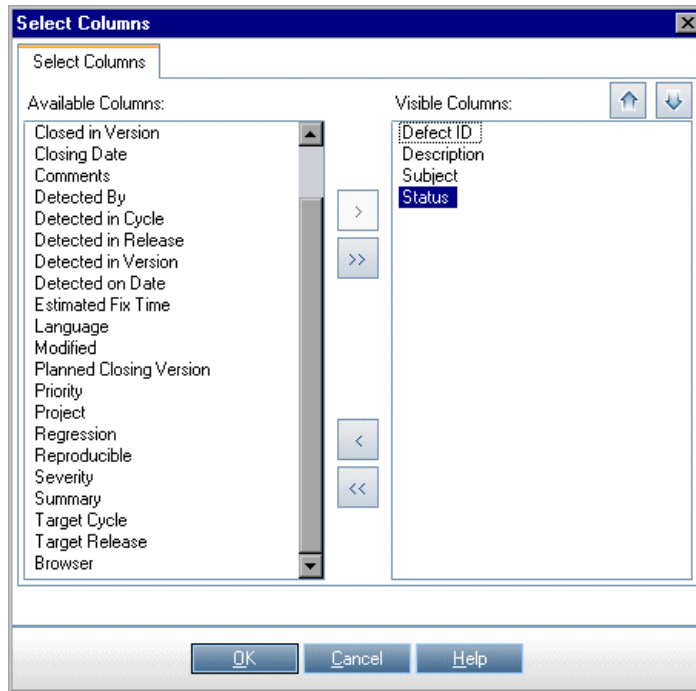 Select Columns
Select Columns
Available Columns:
Closed in Version
Closing Date
Comments
Detected By
Detected in Cycle
Detected in Release
Detected in Version
Detected on Date
Estimated Fix Time
Language
Modified
Planned Closing Version
Priority
Project
Regression
Reproducible
Severity
Summary
Target Cycle
Target Release
Browser
>
>>
<
<<
Visible Columns:
Defect ID
Description
Subject
Status
OK Cancel Help